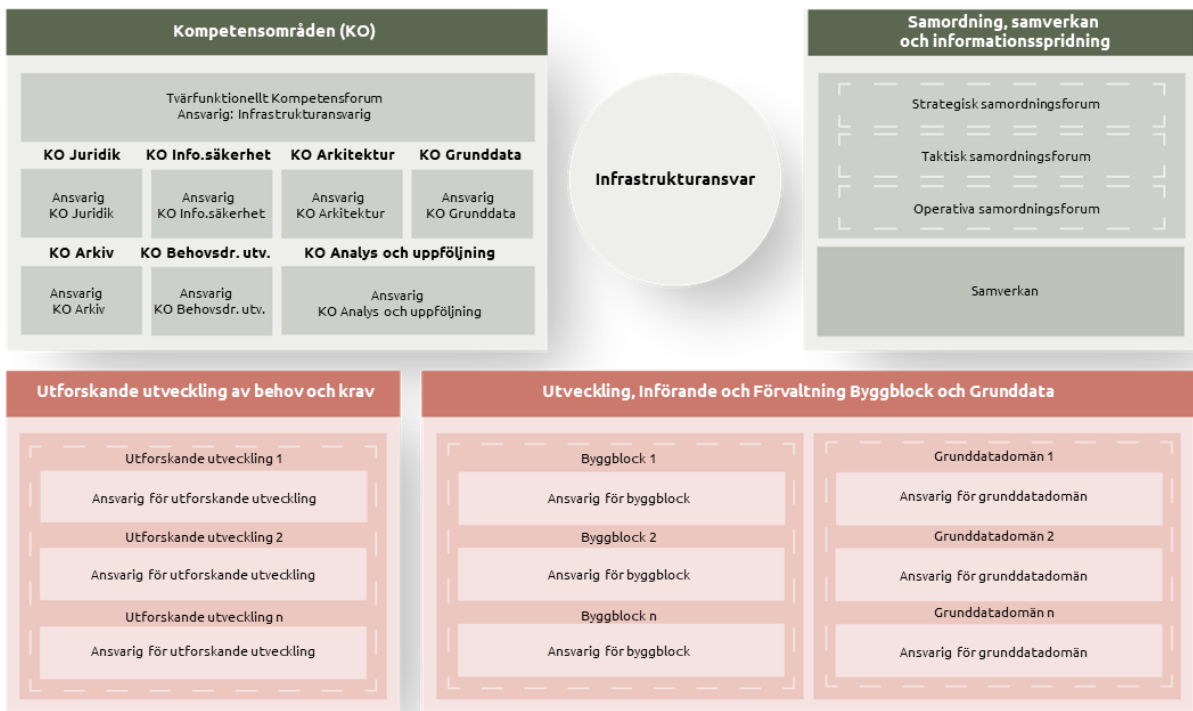 Kompetensområden (KO)
Tvärfunktionellt Kompetensforum
Ansvarig: Infrastrukturansvarig
KO Juridik
KO Info.säkerhet
KO Arkitektur
KO Grunddata
Ansvarig
KO Juridik
Ansvarig
KO Info.säkerhet
Ansvarig
KO Arkitektur
Ansvarig
KO Grunddata
KO Arkiv
KO Behovsdr. utv.
KO Analys och uppföljning
Ansvarig
KO Arkiv
Ansvarig
KO Behovsdr. utv.
Ansvarig
KO Analys och uppföljning
Infrastrukturansvar
Samordning, samverkan
och informationsspridning
Strategisk samordningsforum
Taktisk samordningsforum
Operativa samordningsforum
Samverkan
Utforskande utveckling av behov och krav
Utforskande utveckling 1
Ansvarig för utforskande utveckling
Utforskande utveckling 2
Ansvarig för utforskande utveckling
Utforskande utveckling n
Ansvarig för utforskande utveckling
Utveckling, Införande och Förvaltning Byggblock och Grunddata
Byggblock 1
Ansvarig för byggblock
Byggblock 2
Ansvarig för byggblock
Byggblock n
Ansvarig för byggblock
Grunddatadomän 1
Ansvarig för grunddatadomän
Grunddatadomän 2
Ansvarig för grunddatadomän
Grunddatadomän n
Ansvarig för grunddatadomän